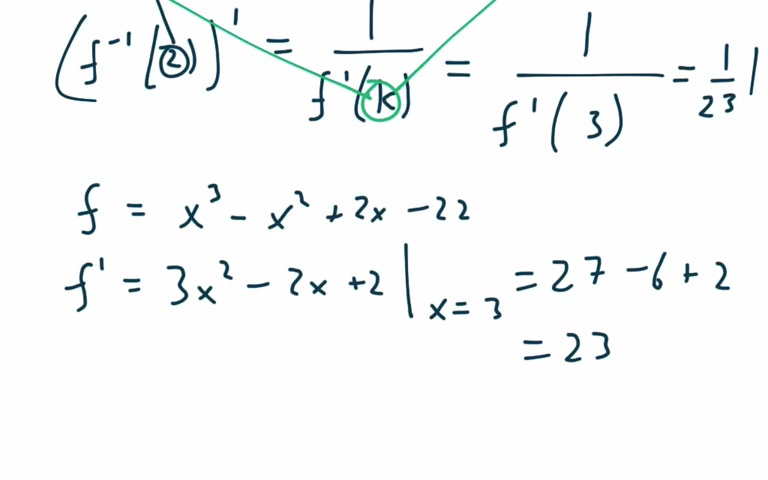 (f⁻¹(2))' = 1/f'(k) = 1/f'(3) = 1/23
f = x³ - x² + 2x - 22
f' = 3x² - 2x + 2 |ₓ₌₃ = 27 - 6 + 2
= 23